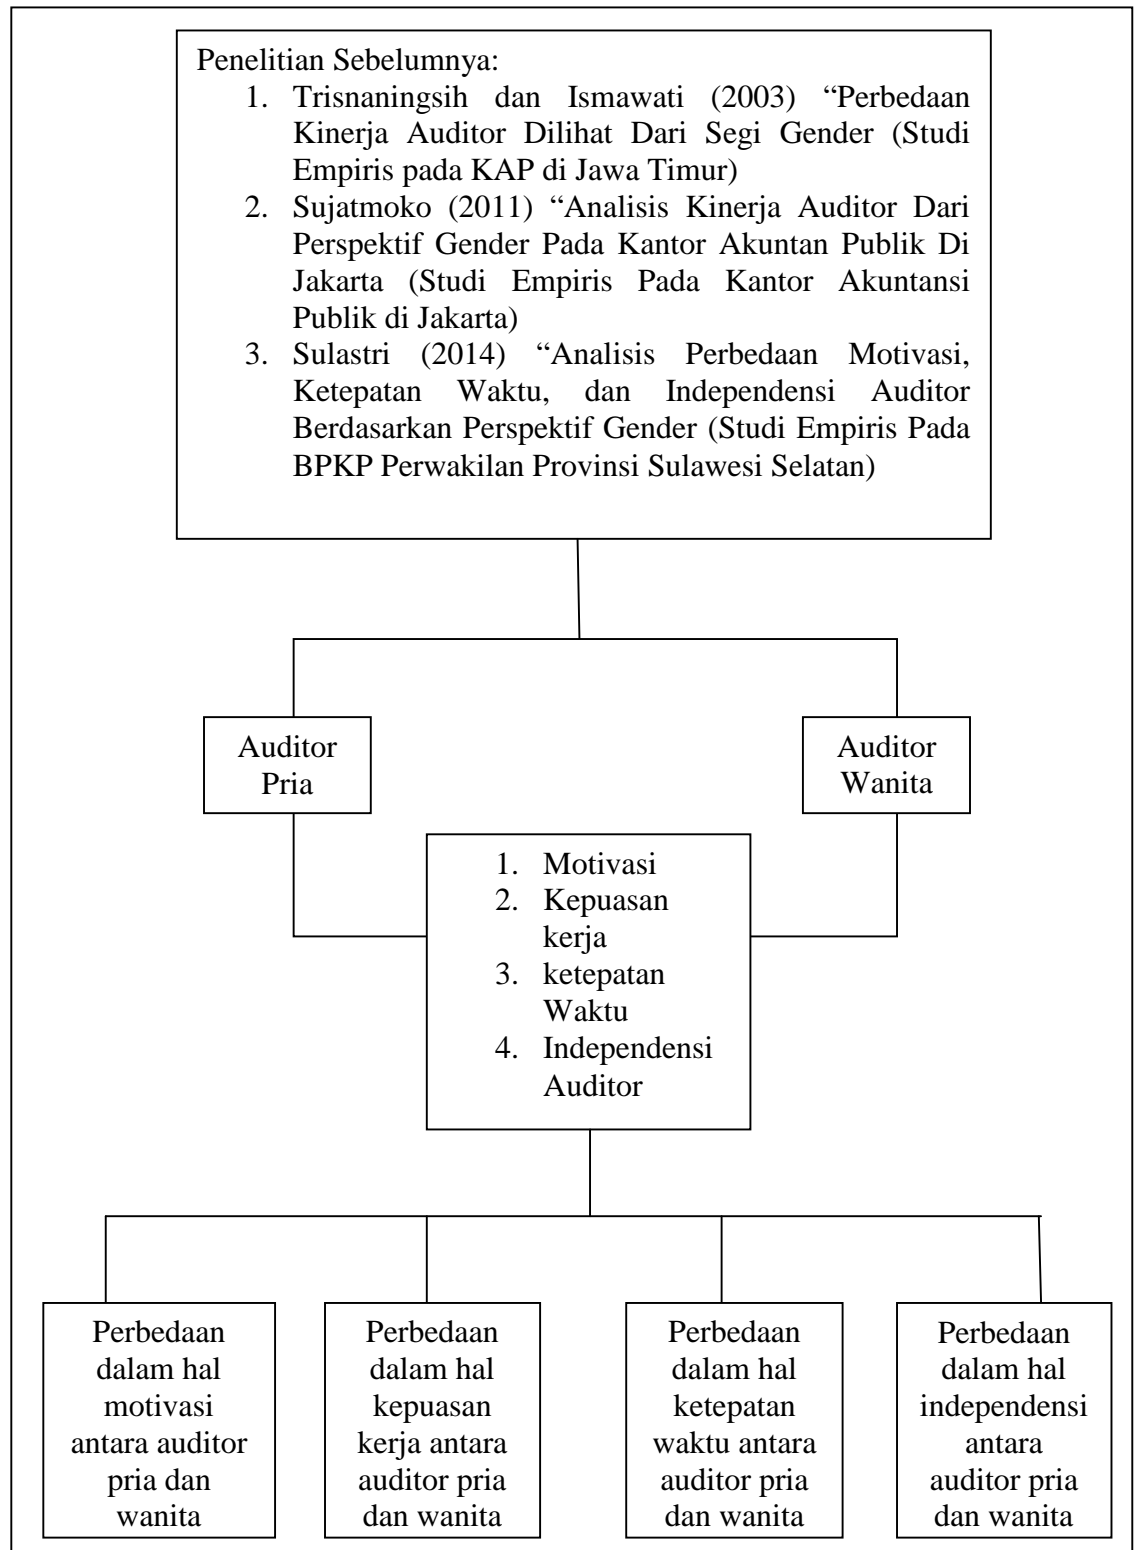 Penelitian Sebelumnya:
1. Trisnaningsih dan Ismawati (2003) “Perbedaan
Kinerja Auditor Dilihat Dari Segi Gender (Studi
Empiris pada KAP di Jawa Timur)
2. Sujatmoko (2011) “Analisis Kinerja Auditor Dari
Perspektif Gender Pada Kantor Akuntan Publik Di
Jakarta (Studi Empiris Pada Kantor Akuntansi
Publik di Jakarta)
3. Sulastri (2014) “Analisis Perbedaan Motivasi,
Ketepatan Waktu, dan Independensi Auditor
Berdasarkan Perspektif Gender (Studi Empiris Pada
BPKP Perwakilan Provinsi Sulawesi Selatan)
Auditor
Pria
Auditor
Wanita
1. Motivasi
2. Kepuasan
kerja
3. ketepatan
Waktu
4. Independensi
Auditor
Perbedaan
dalam hal
motivasi
antara auditor
pria dan
wanita
Perbedaan
dalam hal
kepuasan
kerja antara
auditor pria
dan wanita
Perbedaan
dalam hal
ketepatan
waktu antara
auditor pria
dan wanita
Perbedaan
dalam hal
independensi
antara
auditor pria
dan wanita